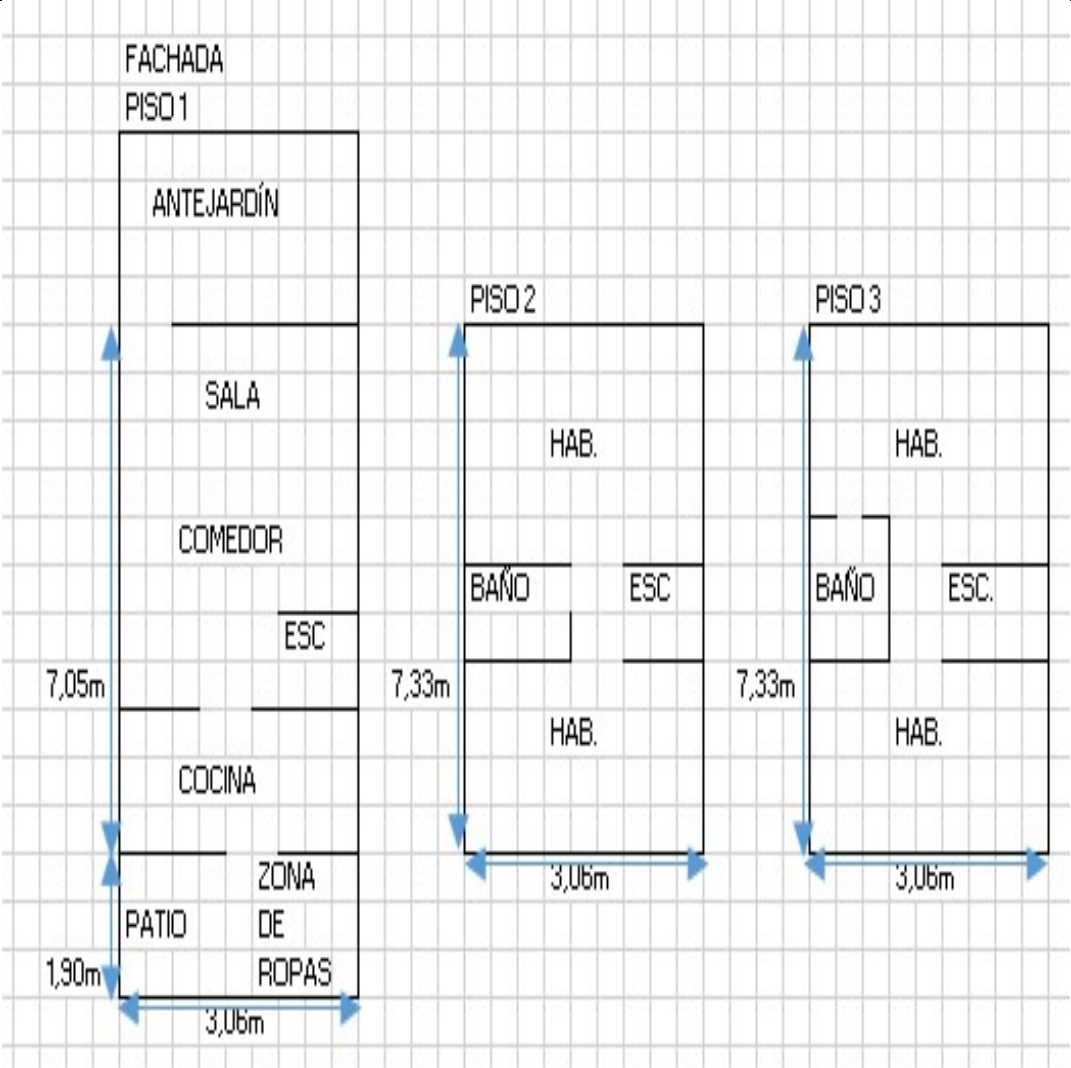 FACHADA
PISO 1
ANTEJARDÍN
SALA
COMEDOR
ESC
7,05m
COCINA
ZONA
PATIO
DE
1,90m
ROPAS
3,06m
PISO 2
HAB.
BAÑO
ESC
7,33m
HAB.
3,06m
PISO 3
HAB.
BAÑO
ESC.
7,33m
HAB.
3,06m